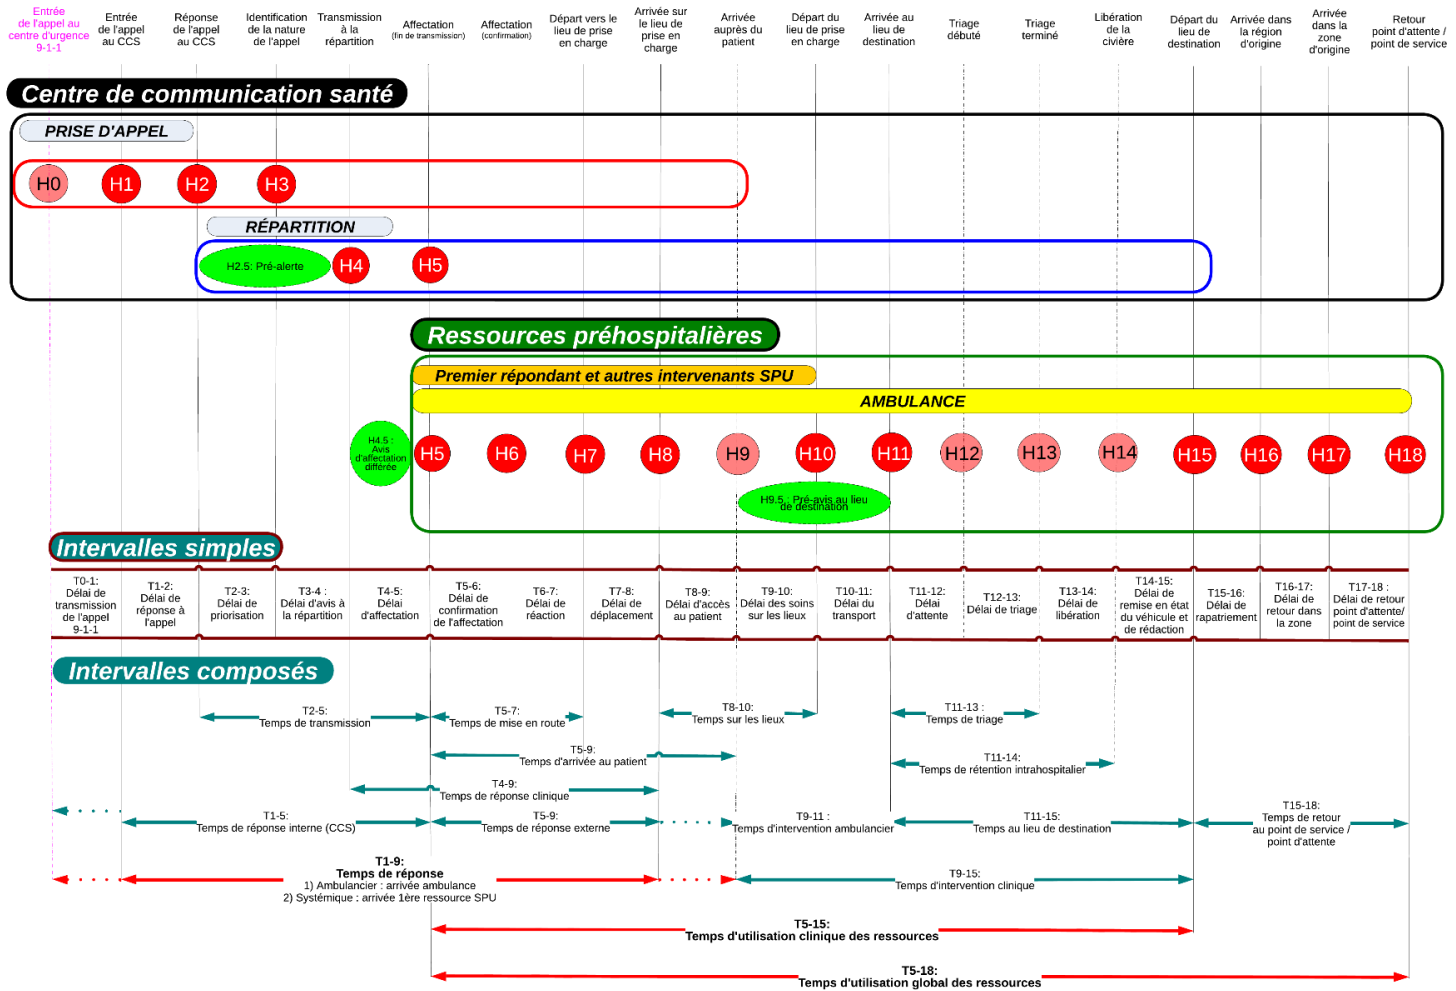 Entrée
de l'appel au
centre d'urgence
9-1-1
Entrée
de l'appel
au CCS
Réponse
de l'appel
au CCS
Identification
de la nature
de l'appel
Transmission
à la
répartition
Affectation
(fin de transmission)
Affectation
(confirmation)
Départ vers le
lieu de prise
en charge
Arrivée sur
le lieu de
prise en
charge
Arrivée
auprès du
patient
Départ du
lieu de prise
en charge
Arrivée au
lieu de
destination
Triage
débuté
Triage
terminé
Libération
de la
civière
Départ du
lieu de
destination
Arrivée dans
la région
d'origine
Arrivée
dans la
zone
d'origine
Retour
point d'attente /
point de service
Centre de communication santé
PRISE D'APPEL
H0
H1
H2
H3
RÉPARTITION
H2.5: Pré-alerte
H4
H5
Ressources préhospitalières
Premier répondant et autres intervenants SPU
AMBULANCE
H4.5 :
Avis
d'affectation
différée
H5
H6
H7
H8
H9
H10
H11
H12
H13
H14
H15
H16
H17
H18
H9.5 : Pré-avis au lieu
de destination
Intervalles simples
T0-1:
Délai de
transmission
de l'appel
9-1-1
T1-2:
Délai de
réponse à
l'appel
T2-3:
Délai de
priorisation
T3-4 :
Délai d'avis à
la répartition
T4-5:
Délai
d'affectation
T5-6:
Délai de
confirmation
de l'affectation
T6-7:
Délai de
réaction
T7-8:
Délai de
déplacement
T8-9:
Délai d'accès
au patient
T9-10:
Délai des soins
sur les lieux
T10-11:
Délai du
transport
T11-12:
Délai
d'attente
T12-13:
Délai de triage
T13-14:
Délai de
libération
T14-15:
Délai de
remise en état
du véhicule et
de rédaction
T15-16:
Délai de
rapatriement
T16-17:
Délai de
retour dans
la zone
T17-18 :
Délai de retour
point d'attente/
point de service
Intervalles composés
T2-5:
Temps de transmission
T5-7:
Temps de mise en route
T8-10:
Temps sur les lieux
T11-13 :
Temps de triage
T5-9:
Temps d'arrivée au patient
T11-14:
Temps de rétention intrahospitalier
T4-9:
Temps de réponse clinique
T1-5:
Temps de réponse interne (CCS)
T5-9:
Temps de réponse externe
T9-11 :
Temps d'intervention ambulancier
T11-15:
Temps au lieu de destination
T15-18:
Temps de retour
au point de service /
point d'attente
T1-9:
Temps de réponse
1) Ambulancier : arrivée ambulance
2) Systémique : arrivée 1ère ressource SPU
T9-15:
Temps d'intervention clinique
T5-15:
Temps d'utilisation clinique des ressources
T5-18:
Temps d'utilisation global des ressources